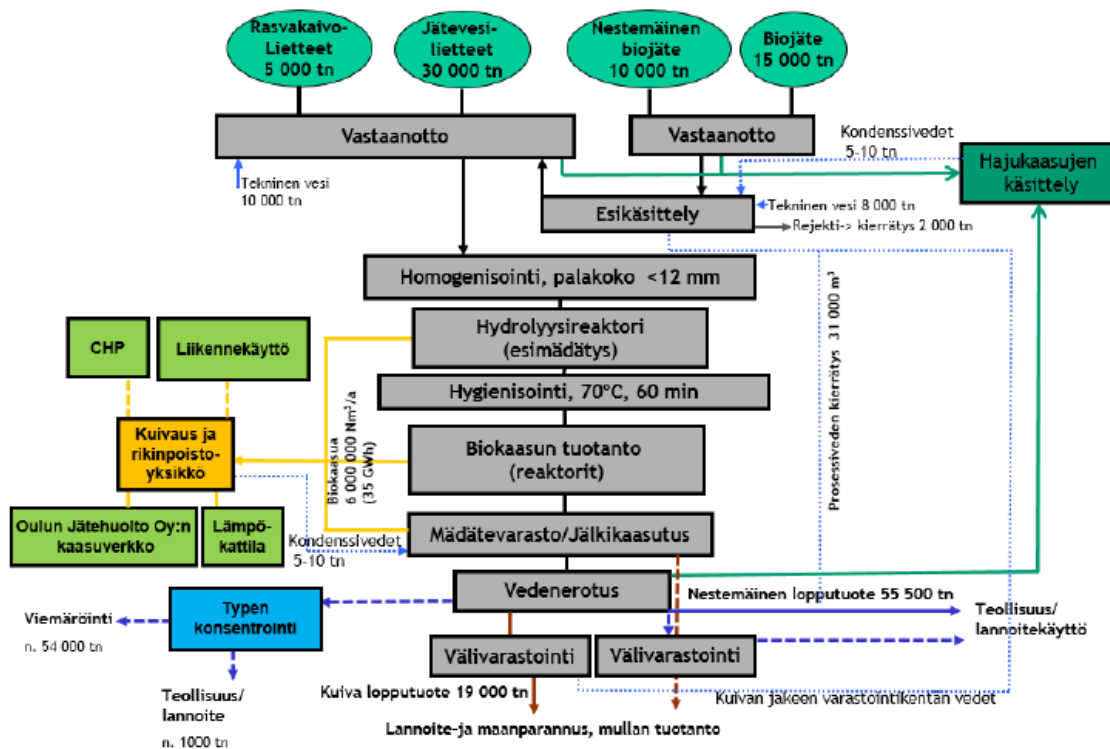 Rasvakaivo-
Lietteet
5 000 tn
Jätevesi-
lietteet
30 000 tn
Nestemäinen
biojäte
10 000 tn
Biojäte
15 000 tn
Vastaanotto
Vastaanotto
Kondenssivedet
5-10 tn
Hajukaasujen
käsittely
Tekninen vesi
10 000 tn
Esikäsittely
Tekninen vesi 8 000 tn
Rejekti-> kierrätys 2 000 tn
Homogenisointi, palakoko <12 mm
Hydrolyysireaktori
(esimädätys)
CHP
Liikennekäyttö
Hygienisointi, 70°C, 60 min
Prosessiveden kierrätys 31 000 m³
Kuivaus ja
rikinpoisto-
yksikkö
Biokaasua
6 000 000 Nm³/a
(35 GWh)
Biokaasun tuotanto
(reaktorit)
Oulun Jätehuolto Oy:n
kaasuverkko
Lämpö-
kattila
Kondenssivedet
5-10 tn
Mädätevarasto/Jälkikaasutus
Vedenerotus
Nestemäinen lopputuote 55 500 tn
Teollisuus/
lannoitekäyttö
Typen
konsentrointi
Viemäröinti
n. 54 000 tn
Välivarastointi
Välivarastointi
Teollisuus/
lannoite
n. 1000 tn
Kuiva lopputuote 19 000 tn
Kuivan jakeen varastointikentän vedet
Lannoite-ja maanparannus, mullan tuotanto